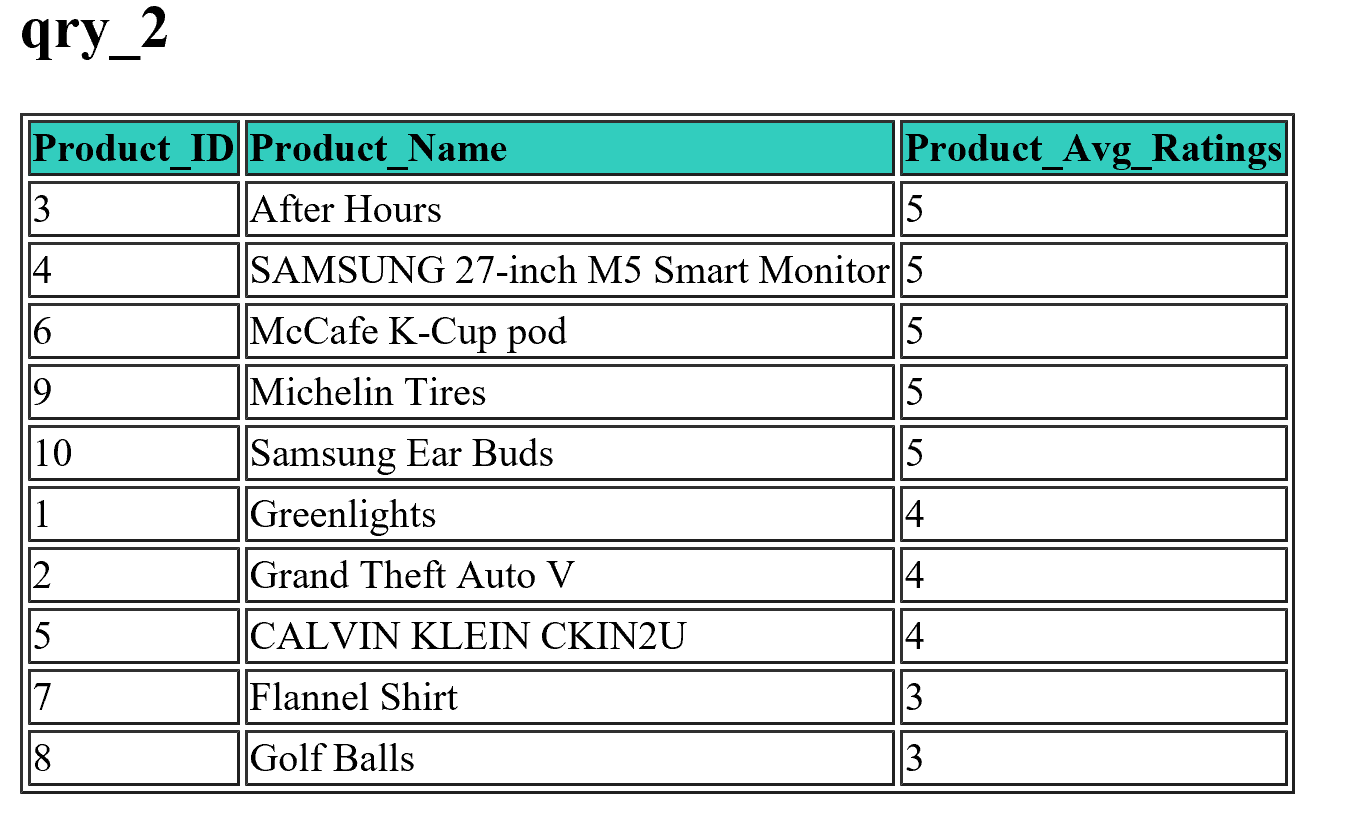 qry_2
Product_ID Product_Name Product_Avg_Ratings
3 After Hours 5
4 SAMSUNG 27-inch M5 Smart Monitor 5
6 McCafe K-Cup pod 5
9 Michelin Tires 5
10 Samsung Ear Buds 5
1 Greenlights 4
2 Grand Theft Auto V 4
5 CALVIN KLEIN CKIN2U 4
7 Flannel Shirt 3
8 Golf Balls 3